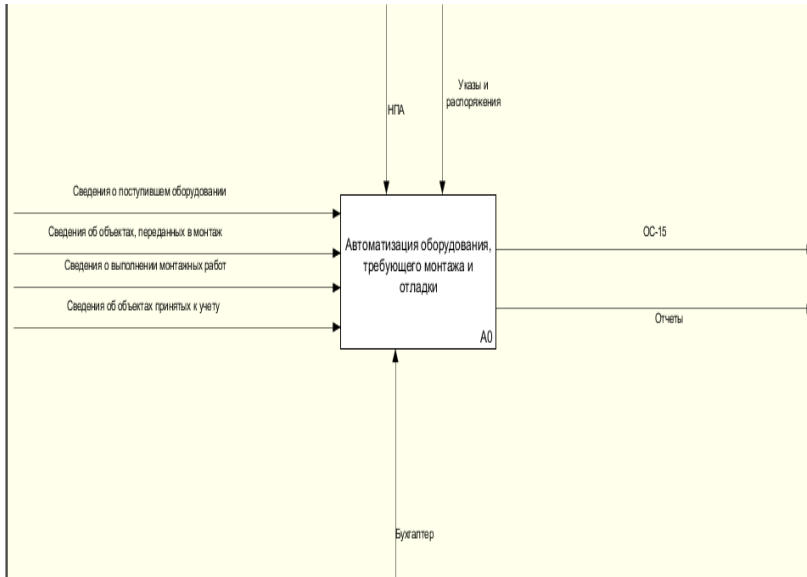 Указы и
распоряжения
НПА
Сведения о поступившем оборудовании
Сведения об объектах, переданных в монтаж
Сведения о выполнении монтажных работ
Сведения об объектах принятых к учету
Автоматизация оборудования,
требующего монтажа и
отладки
A0
ОС-15
Отчеты
Бухгалтер